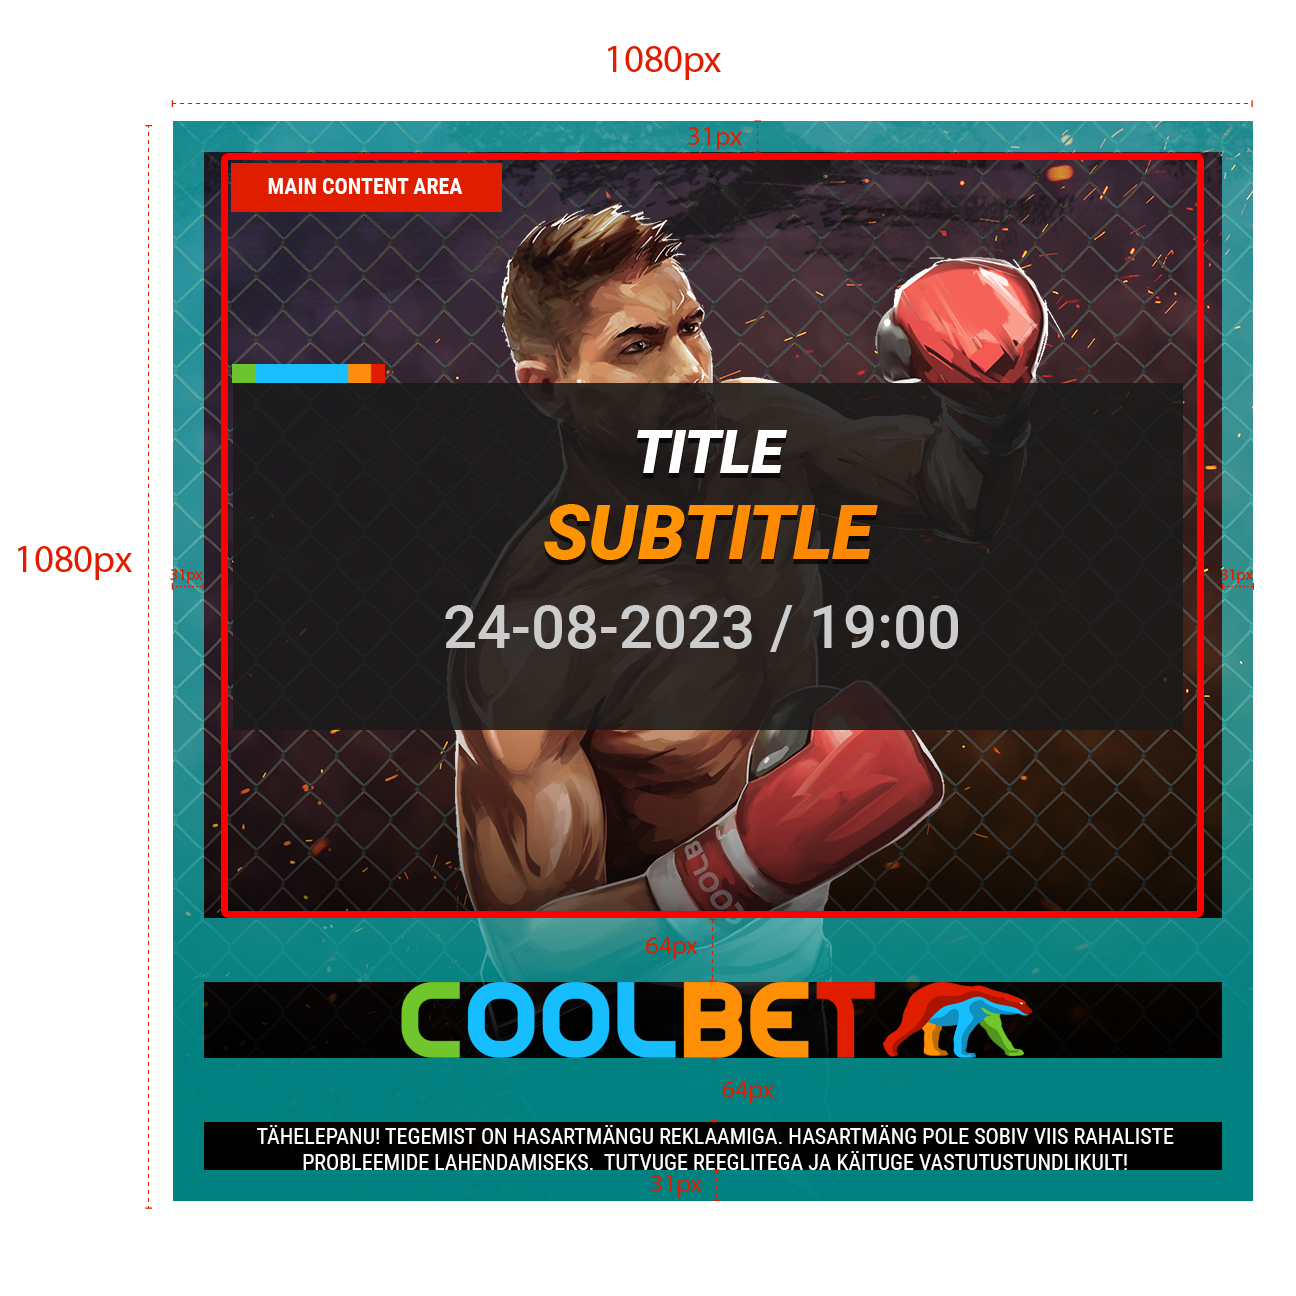 1080px
31px
MAIN CONTENT AREA
TITLE
SUBTITLE
1080px
31px
31px
24-08-2023 / 19:00
COOLB
64px
COOLBET
64px
TÄHELEPANU! TEGEMIST ON HASARTMÄNGU REKLAAMIGA. HASARTMÄNG POLE SOBIV VIIS RAHALISTE
PROBLEEMIDE LAHENDAMISEKS. TUTVUGE REEGLITEGA JA KÄITUGE VASTUTUSTUNDLIKULT!
31px